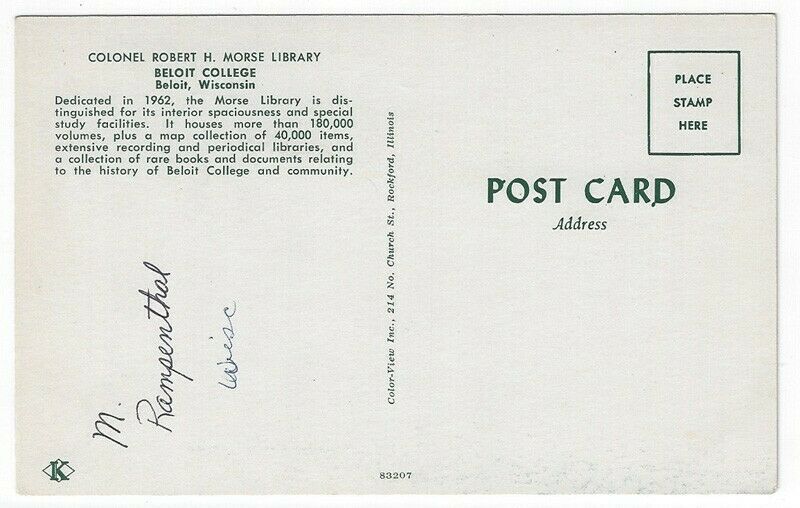 COLONEL ROBERT H. MORSE LIBRARY
BELOIT COLLEGE
Beloit, Wisconsin
Dedicated in 1962, the Morse Library is dis-
tinguished for its interior spaciousness and special
study facilities. It houses more than 180,000
volumes, plus a map collection of 40,000 items,
extensive recording and periodical libraries, and
a collection of rare books and documents relating
to the history of Beloit College and community.
M.
Rampenthal
Wisc
K
Color-View Inc., 214 No. Church St., Rockford, Illinois
83207
PLACE
STAMP
HERE
POST CARD
Address